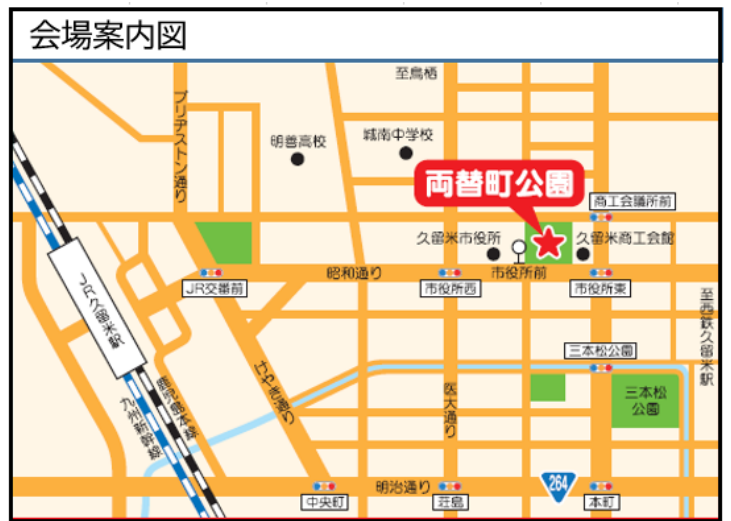 会場案内図
至鳥栖
ブリヂストン通り
明善高校
城南中学校
両替町公園
商工会議所前
久留米市役所
久留米商工会館
昭和通り
市役所前
JR交番前
市役所西
市役所東
JR久留米駅
至西鉄久留米駅
三本松公園
けやき通り
医大通り
三本松
公園
鹿児島本線
九州新幹線
明治通り
264
中央町
荘島
本町